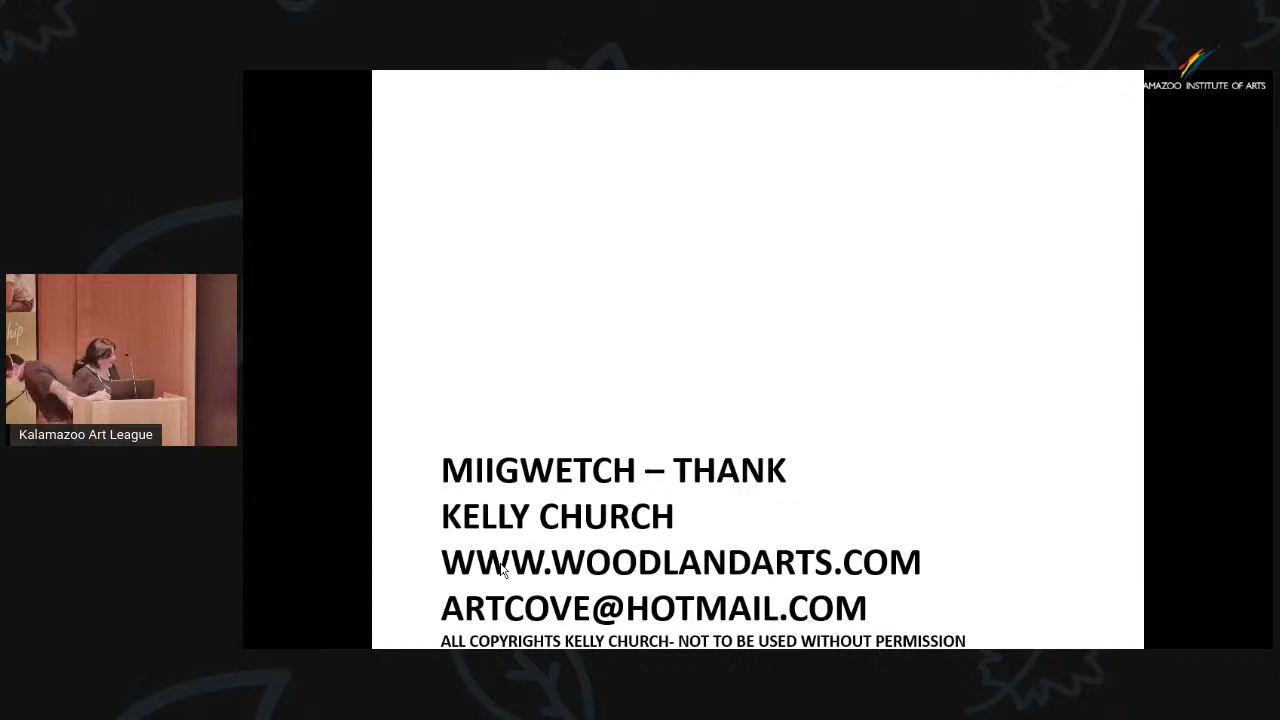 AMAZOO INSTITUTE OF ARTS
hip
Kalamazoo Art League
MIIGWETCH – THANK
KELLY CHURCH
WWW.WOODLANDARTS.COM
ARTCOVE@HOTMAIL.COM
ALL COPYRIGHTS KELLY CHURCH- NOT TO BE USED WITHOUT PERMISSION